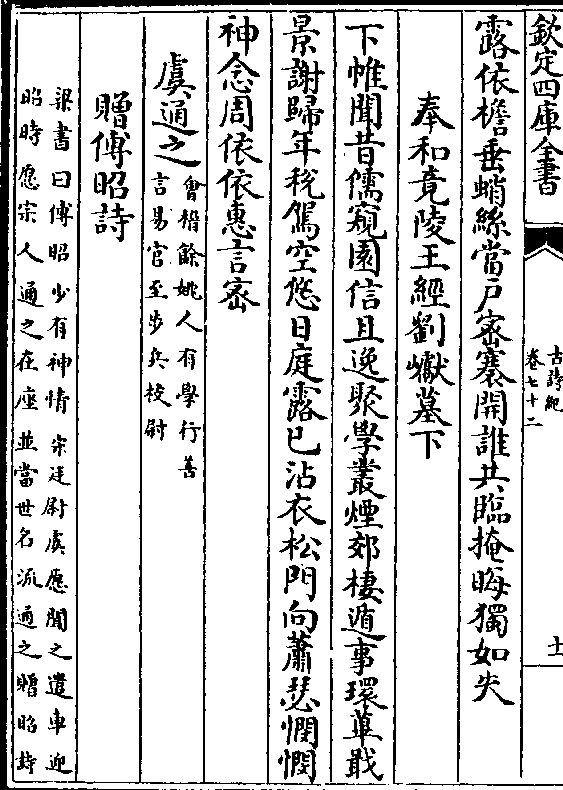 欽定四庫全書
古詩紀
卷七十二
十一
露依檐垂蛸絲當戸密褰開誰共臨掩晦獨如失
奉和竟陵王經劉瓛墓下
下帷聞昔儒窺園信且逸聚學叢煙郊棲遁事環蓽戢
景謝歸年稅駕空悠日庭露已沾衣松門向蕭瑟憫憫
神念周依依惠言密
虞通之
會稽餘姚人有學行善
言易官至步兵校尉
贈傅昭詩
梁書曰傅昭少有神情宋廷尉虞愿聞之遣車迎
昭時愿宗人通之在座並當世名流通之贈昭詩